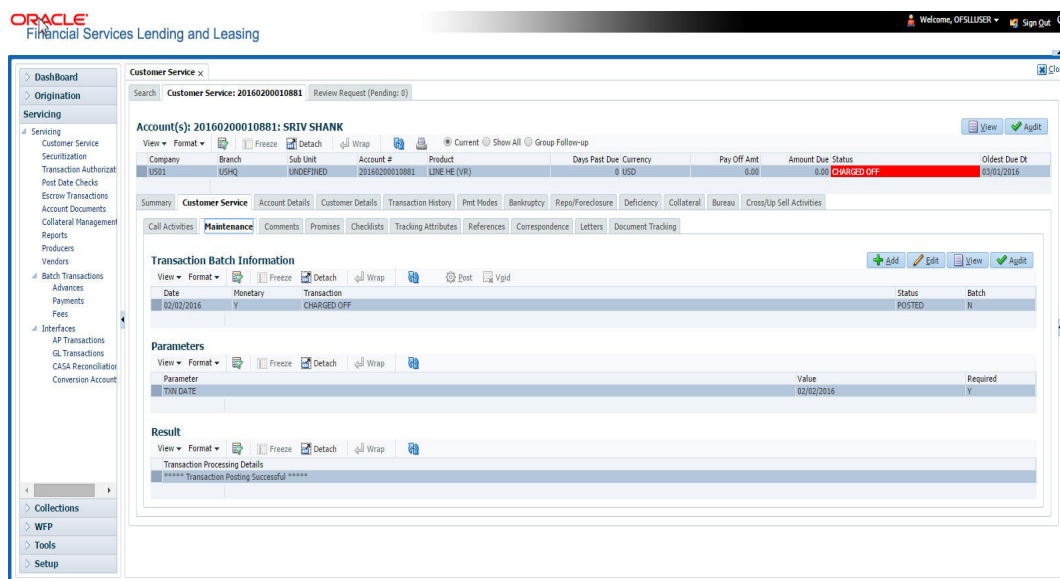 ORACLE
Financial Services Lending and Leasing
Welcome, OFSLLUSER
Sign Out
DashBoard
Origination
Servicing
Servicing
Customer Service
Securitization
Transaction Authorizat
Post Date Checks
Escrow Transactions
Account Documents
Collateral Management
Reports
Producers
Vendors
Batch Transactions
Advances
Payments
Fees
Interfaces
AP Transactions
GL Transactions
CASA Reconciliation
Conversion Account
Collections
WFP
Tools
Setup
Customer Service x
Clo
Search Customer Service: 20160200010881 Review Request (Pending: 0)
Account(s): 20160200010881: SRIV SHANK
View Audit
View Format Freeze Detach Wrap Current Show All Group Follow-up
Company Branch Sub Unit Account # Product Days Past Due Currency Pay Off Amt Amount Due Status Oldest Due Dt
US01 USHQ UNDEFINED 20160200010881 LINE HE (VR) 0 USD 0.00 0.00 CHARGED OFF 03/01/2016
Summary Customer Service Account Details Customer Details Transaction History Pmt Modes Bankruptcy Repo/Foreclosure Deficiency Collateral Bureau Cross/Up Sell Activities
Call Activities Maintenance Comments Promises Checklists Tracking Attributes References Correspondence Letters Document Tracking
Transaction Batch Information
Add Edit View Audit
View Format Freeze Detach Wrap Post Void
Date Monetary Transaction Status Batch
02/02/2016 Y CHARGED OFF POSTED N
Parameters
View Format Freeze Detach Wrap
Parameter Value Required
TXN DATE 02/02/2016 Y
Result
View Format Freeze Detach Wrap
Transaction Processing Details
***** Transaction Posting Successful *****